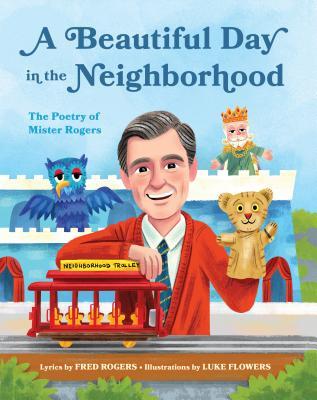 A Beautiful Day
in the Neighborhood
The Poetry of
Mister Rogers
NEIGHBORHOOD TROLLEY
Lyrics by FRED ROGERS • Illustrations by LUKE FLOWERS